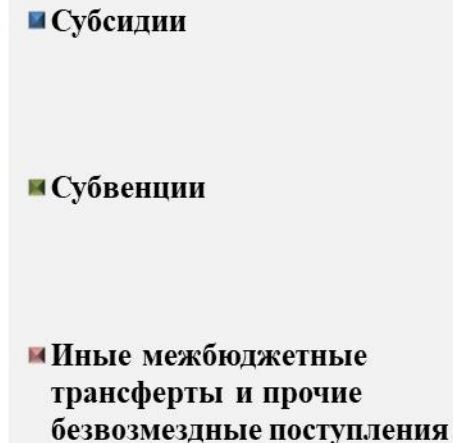 Субсидии
Субвенции
Иные межбюджетные
трансферты и прочие
безвозмездные поступления